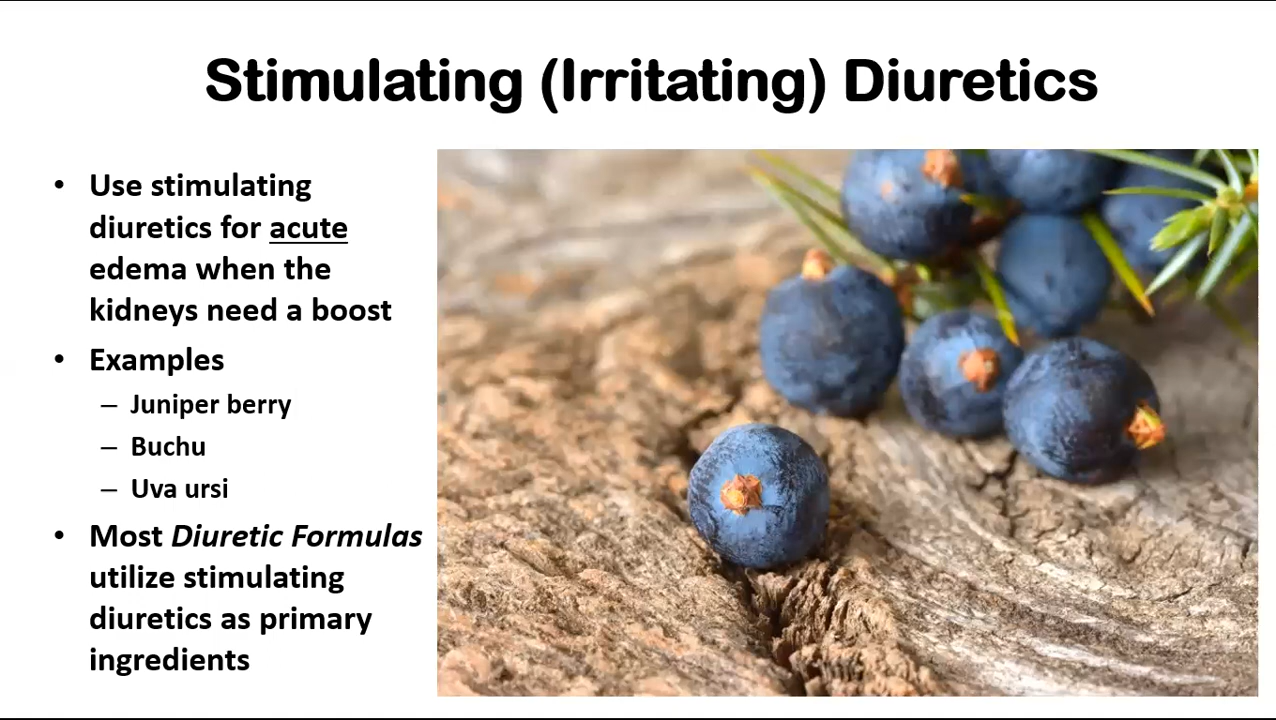 Stimulating (Irritating) Diuretics
• Use stimulating
diuretics for acute
edema when the
kidneys need a boost
• Examples
– Juniper berry
– Buchu
– Uva ursi
• Most Diuretic Formulas
utilize stimulating
diuretics as primary
ingredients